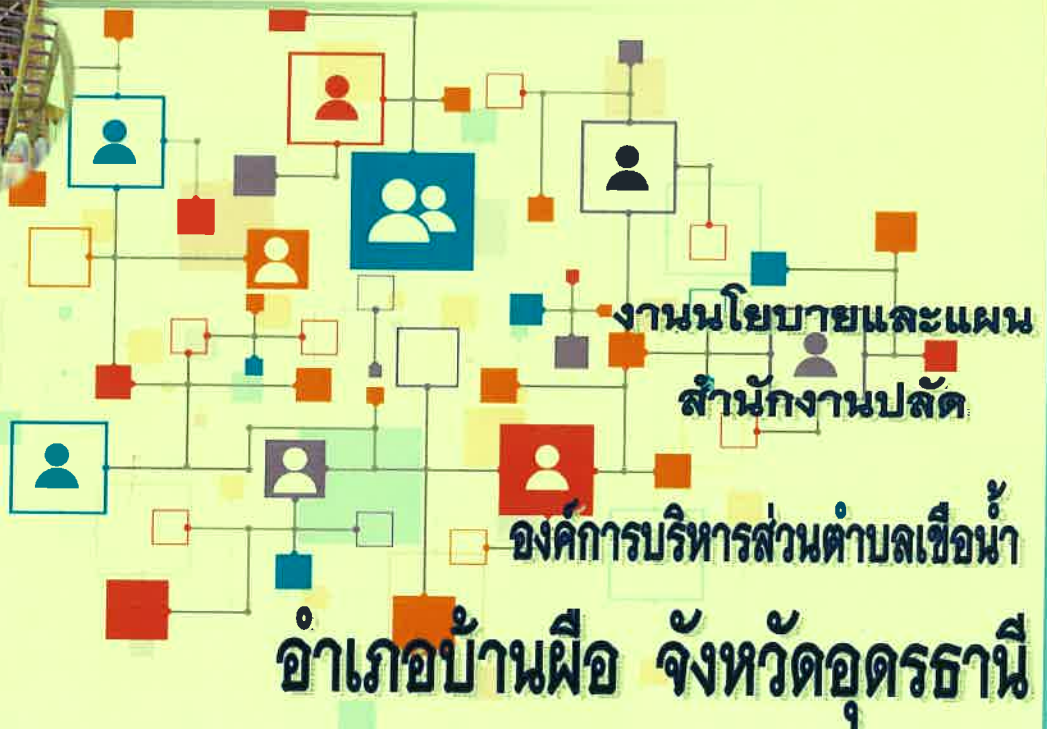 งานนโยบายและแผน
สำนักงานปลัด
องค์การบริหารส่วนตำบลเขือน้ำ
อำเภอบ้านผือ จังหวัดอุดรธานี